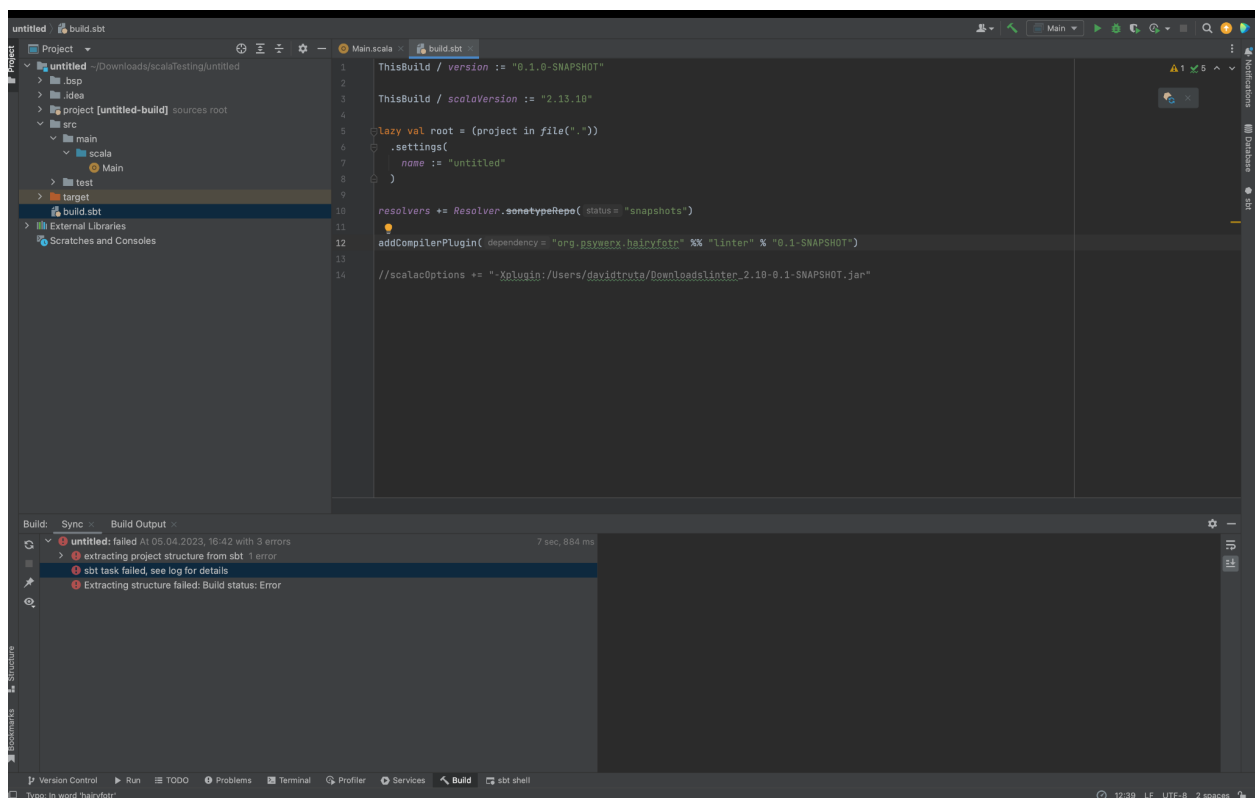 untitled › build.sbt
Main
Project
Main.scala
build.sbt
Project
untitled ~/Downloads/scalaTesting/untitled
.bsp
.idea
project [untitled-build] sources root
src
main
scala
Main
test
target
build.sbt
External Libraries
Scratches and Consoles
1 ThisBuild / version := "0.1.0-SNAPSHOT"
2
3 ThisBuild / scalaVersion := "2.13.10"
4
5 lazy val root = (project in file("."))
6 .settings(
7 name := "untitled"
8 )
9
10 resolvers += Resolver.sonatypeRepo( status = "snapshots")
11
12 addCompilerPlugin( dependency = "org.psywerx.hairyfotr" %% "linter" % "0.1-SNAPSHOT")
13
14 //scalacOptions += "-Xplugin:/Users/davidtruta/Downloadslinter_2.10-0.1-SNAPSHOT.jar"
1 5
Notifications
Database
sbt
Build: Sync Build Output
untitled: failed At 05.04.2023, 16:42 with 3 errors 7 sec, 884 ms
extracting project structure from sbt 1 error
sbt task failed, see log for details
Extracting structure failed: Build status: Error
Structure
Bookmarks
Version Control Run TODO Problems Terminal Profiler Services Build sbt shell
Typo: In word 'hairyfotr' 12:39 LF UTF-8 2 spaces